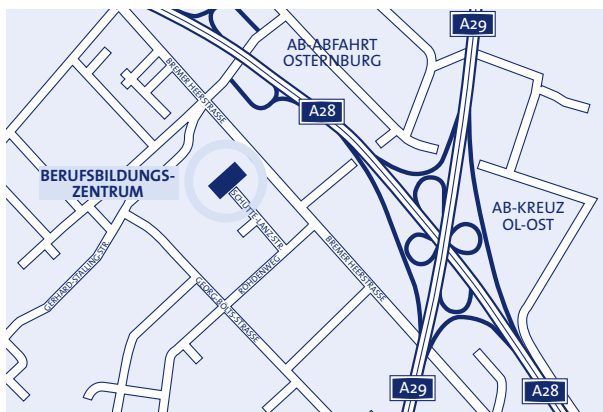 A29
AB-ABFAHRT
OSTERNBURG
BREMER HEERSTRASSE
A28
BERUFSBILDUNGS-
ZENTRUM
SCHÜTTE-LANZ-STR.
AB-KREUZ
OL-OST
GERHARD-STALLING-STR.
ROHDENWEG
BREMER HEERSTRASSE
GEORG-BÖLTS-STRASSE
A29
A28